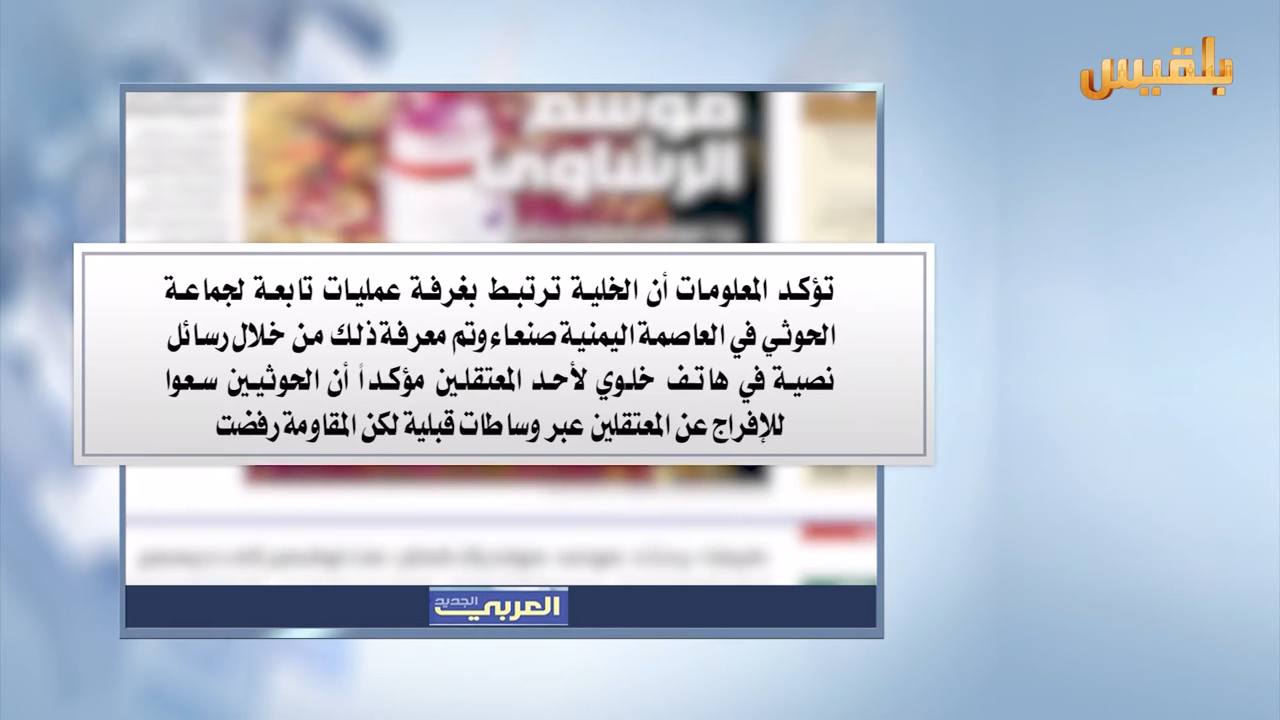 بلقيس
موسم
الرشاوى
تؤكد المعلومات أن الخلية ترتبط بغرفة عمليات تابعة لجماعة
الحوثي في العاصمة اليمنية صنعاء وتم معرفة ذلك من خلال رسائل
نصية في هاتف خلوي لأحد المعتقلين مؤكداً أن الحوثيين سعوا
للإفراج عن المعتقلين عبر وساطات قبلية لكن المقاومة رفضت
العربي الجديد